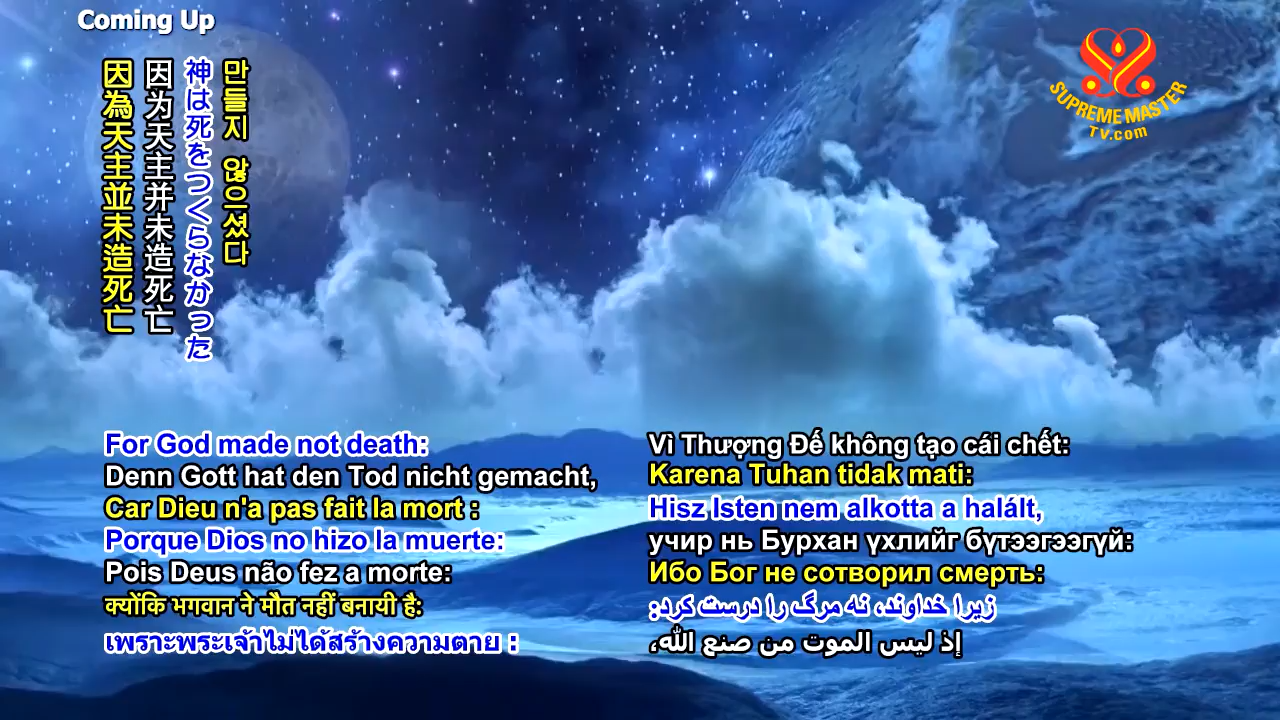 Coming Up
SUPREME MASTER
TV.com
만들지 않으셨다
神は死をつくらなかった
因为天主并未造死亡
因為天主並未造死亡
For God made not death:
Denn Gott hat den Tod nicht gemacht,
Car Dieu n'a pas fait la mort :
Porque Dios no hizo la muerte:
Pois Deus não fez a morte:
क्योंकि भगवान ने मौत नहीं बनायी है:
เพราะพระเจ้าไม่ได้สร้างความตาย :
Vì Thượng Đế không tạo cái chết:
Karena Tuhan tidak mati:
Hisz Isten nem alkotta a halált,
учир нь Бурхан үхлийг бүтээгээгүй:
Ибо Бог не сотворил смерть:
زیرا خداوند، نه مرگ را درست کرد:
إذ ليس الموت من صنع الله،